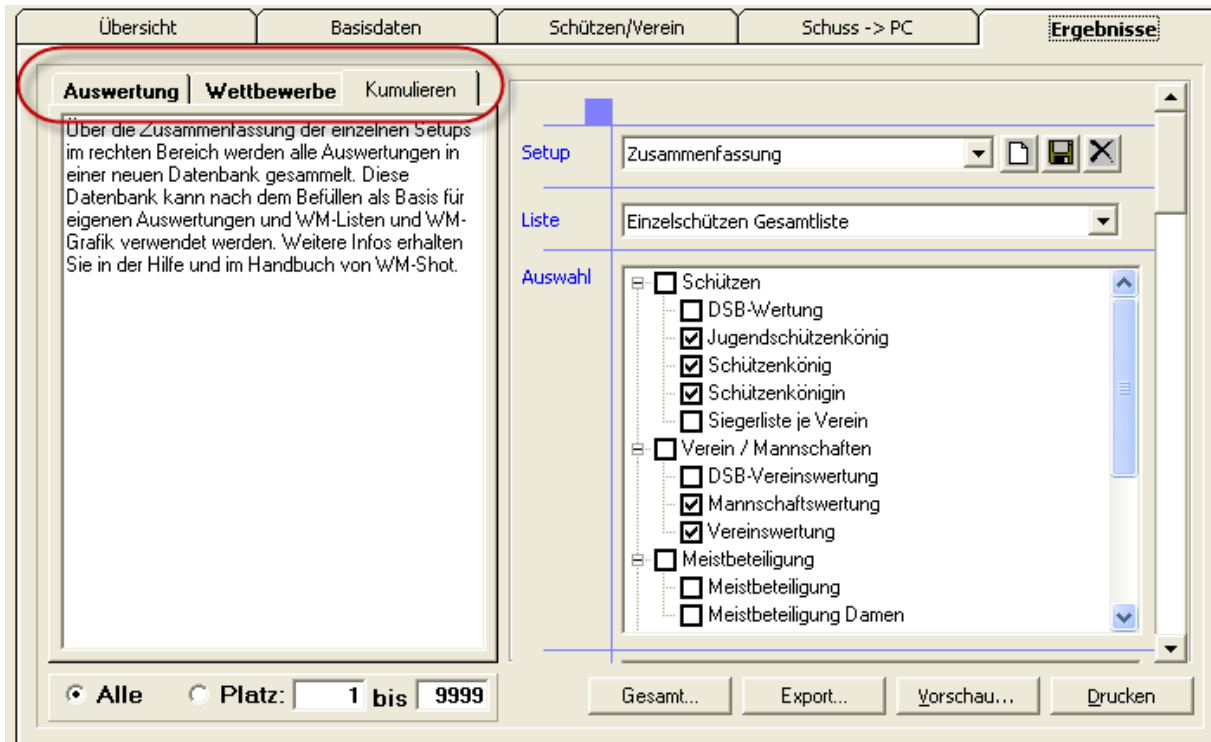 Übersicht Basisdaten Schützen/Verein Schuss -> PC Ergebnisse
Auswertung Wettbewerbe Kumulieren
Über die Zusammenfassung der einzelnen Setups
im rechten Bereich werden alle Auswertungen in
einer neuen Datenbank gesammelt. Diese
Datenbank kann nach dem Befüllen als Basis für
eigenen Auswertungen und WM-Listen und WM-
Grafik verwendet werden. Weitere Infos erhalten
Sie in der Hilfe und im Handbuch von WM-Shot.
Setup Zusammenfassung
Liste Einzelschützen Gesamtliste
Auswahl
Schützen
DSB-Wertung
Jugendschützenkönig
Schützenkönig
Schützenkönigin
Siegerliste je Verein
Verein / Mannschaften
DSB-Vereinswertung
Mannschaftswertung
Vereinswertung
Meistbeteiligung
Meistbeteiligung
Meistbeteiligung Damen
Alle Platz: 1 bis 9999
Gesamt... Export... Vorschau... Drucken